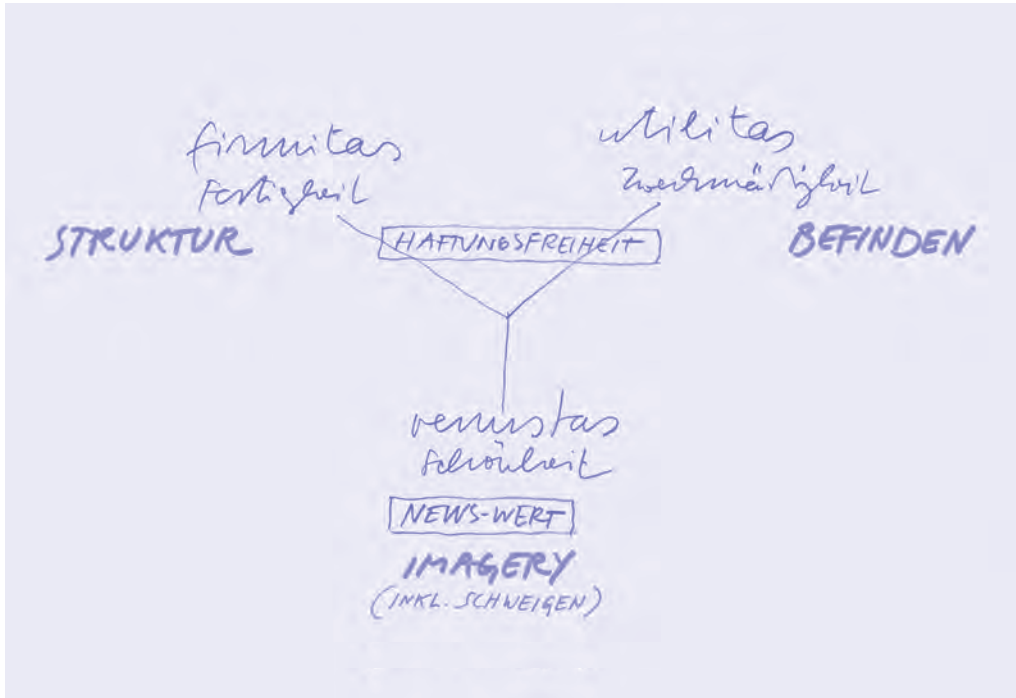 firmitas
Festigkeit
STRUKTUR
utilitas
Zweckmäßigkeit
BEFINDEN
HAFTUNGSFREIHEIT
venustas
Schönheit
NEWS-WERT
IMAGERY
(INKL. SCHWEIGEN)